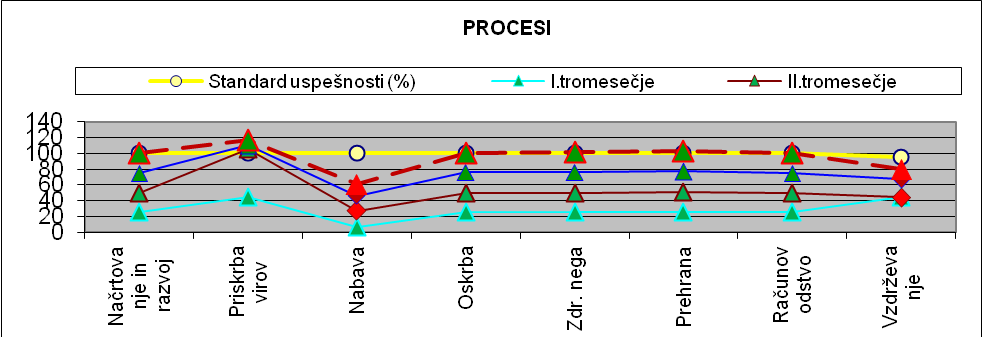 PROCESI
Standard uspešnosti (%)
I.tromesečje
II.tromesečje
140
120
100
80
60
40
20
0
Načrtova
nje in
razvoj
Priskrba
virov
Nabava
Oskrba
Zdr. nega
Prehrana
Računov
odstvo
Vzdrževa
nje